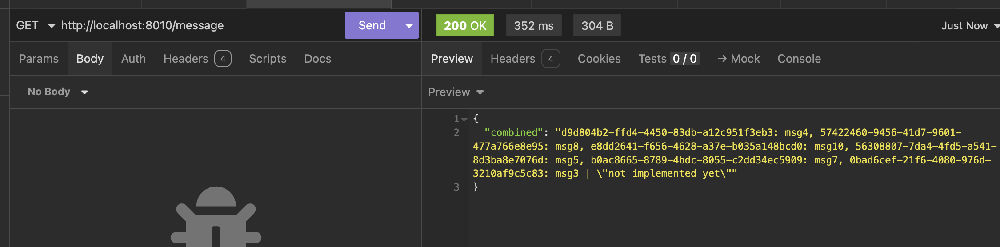 GET http://localhost:8010/message Send 200 OK 352 ms 304 B Just Now
Params Body Auth Headers 4 Scripts Docs Preview Headers 4 Cookies Tests 0 / 0 → Mock Console
No Body Preview
1 {
2 "combined": "d9d804b2-ffd4-4450-83db-a12c951f3eb3: msg4, 57422460-9456-41d7-9601-
477a766e8e95: msg8, e8dd2641-f656-4628-a37e-b035a148bcd0: msg10, 56308807-7da4-4fd5-a541-
8d3ba8e7076d: msg5, b0ac8665-8789-4bdc-8055-c2dd34ec5909: msg7, 0bad6cef-21f6-4080-976d-
3210af9c5c83: msg3 | \"not implemented yet\""
3 }